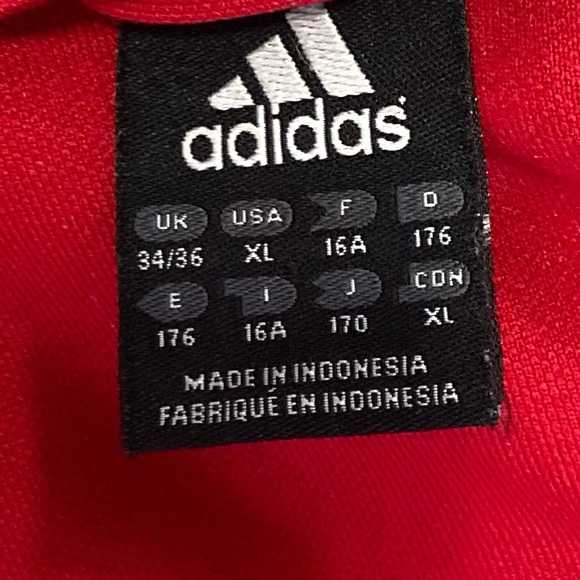 adidas
UK USA F D
34/36 XL 16A 176
E I J CDN
176 16A 170 XL
MADE IN INDONESIA
FABRIQUÉ EN INDONESIA